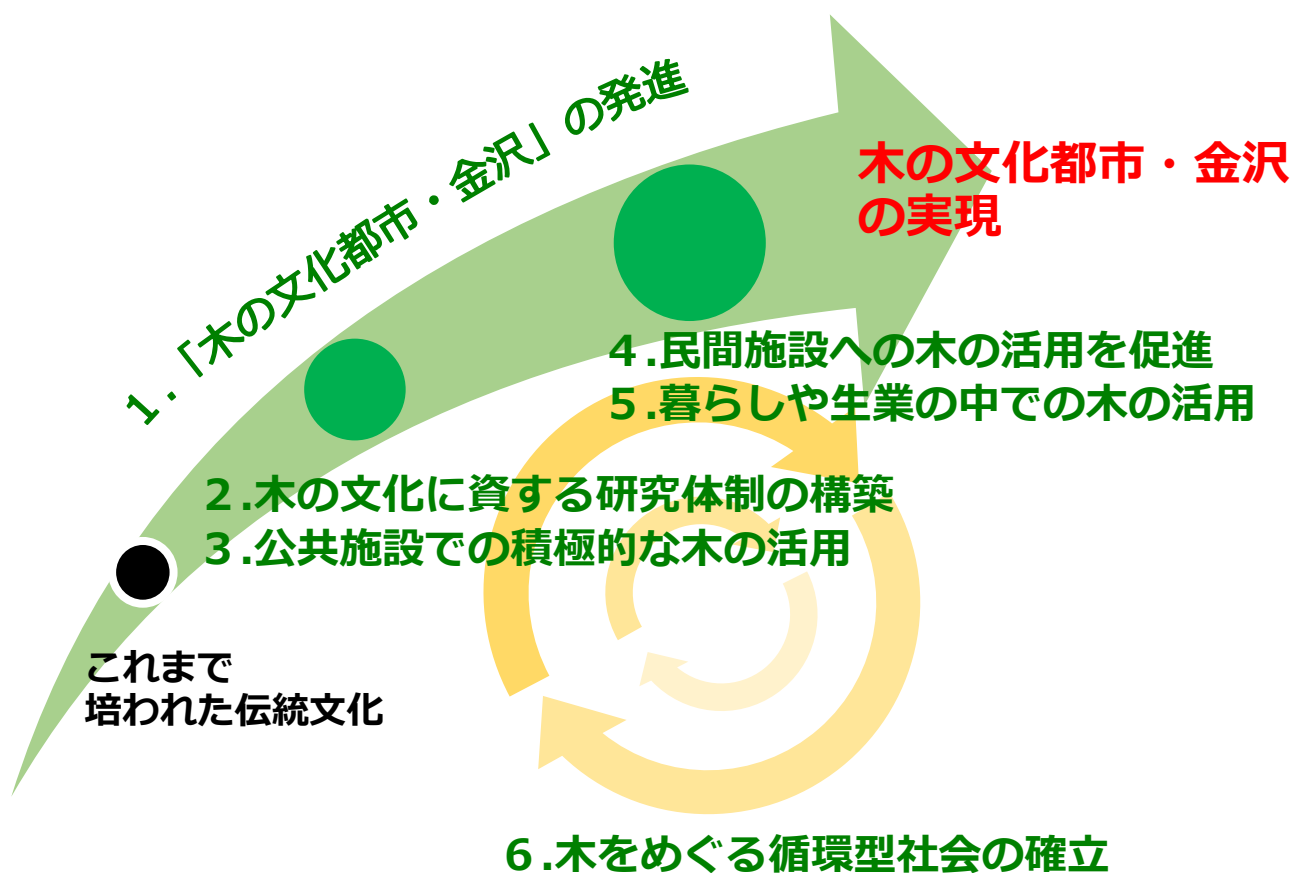 １.「木の文化都市・金沢」の発進
木の文化都市・金沢
の実現
４.民間施設への木の活用を促進
５.暮らしや生業の中での木の活用
２.木の文化に資する研究体制の構築
３.公共施設での積極的な木の活用
これまで
培われた伝統文化
６.木をめぐる循環型社会の確立